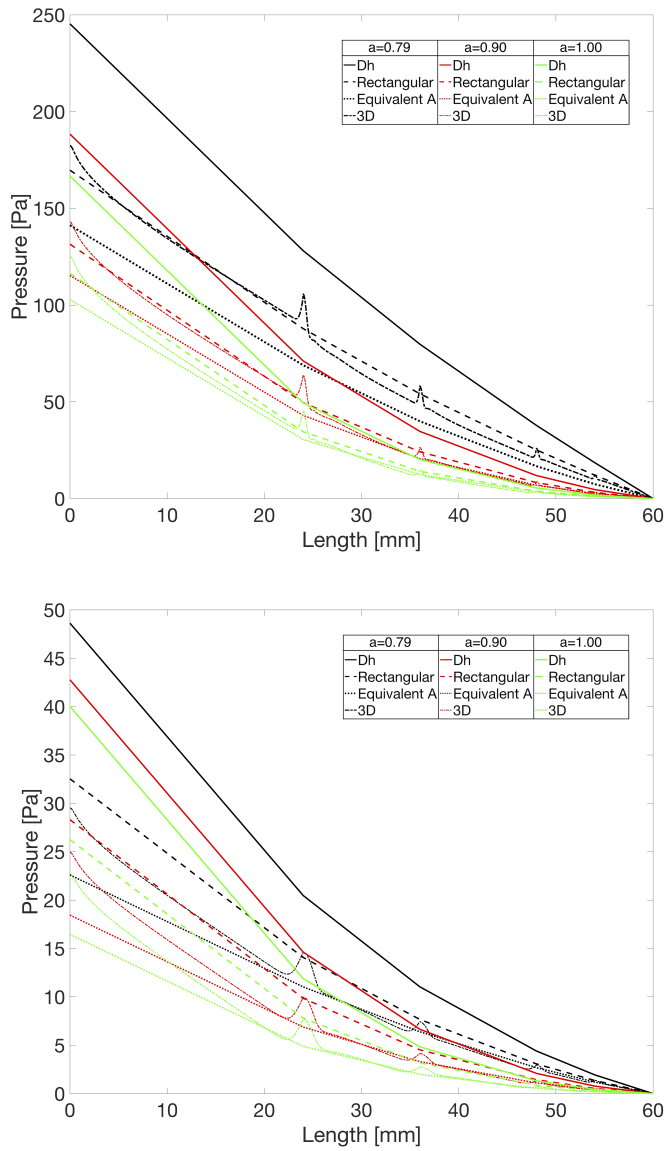 250
200
150
100
50
0
Pressure [Pa]
a=0.79 a=0.90 a=1.00
Dh Dh Dh
Rectangular Rectangular Rectangular
Equivalent A Equivalent A Equivalent A
3D 3D 3D
0 10 20 30 40 50 60
Length [mm]
50
45
40
35
30
25
20
15
10
5
0
Pressure [Pa]
a=0.79 a=0.90 a=1.00
Dh Dh Dh
Rectangular Rectangular Rectangular
Equivalent A Equivalent A Equivalent A
3D 3D 3D
0 10 20 30 40 50 60
Length [mm]